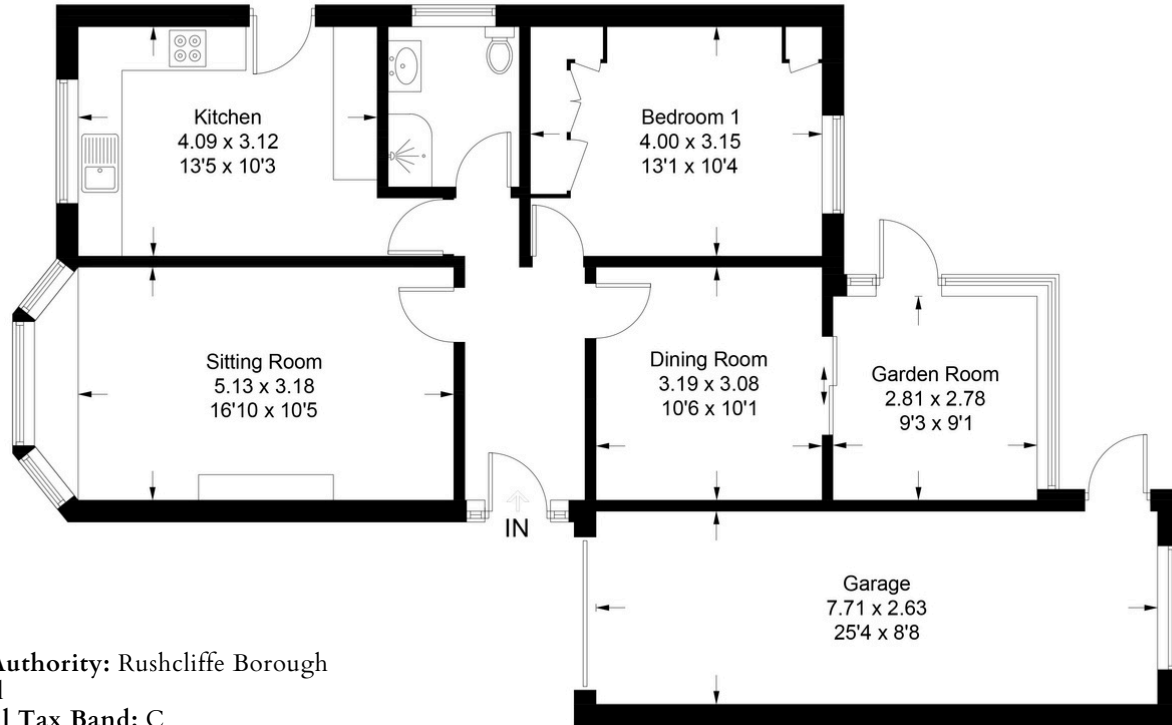 Kitchen
4.09 x 3.12
13'5 x 10'3
Bedroom 1
4.00 x 3.15
13'1 x 10'4
Sitting Room
5.13 x 3.18
16'10 x 10'5
Dining Room
3.19 x 3.08
10'6 x 10'1
Garden Room
2.81 x 2.78
9'3 x 9'1
IN
Garage
7.71 x 2.63
25'4 x 8'8
Authority: Rushcliffe Borough
l Tax Band: C